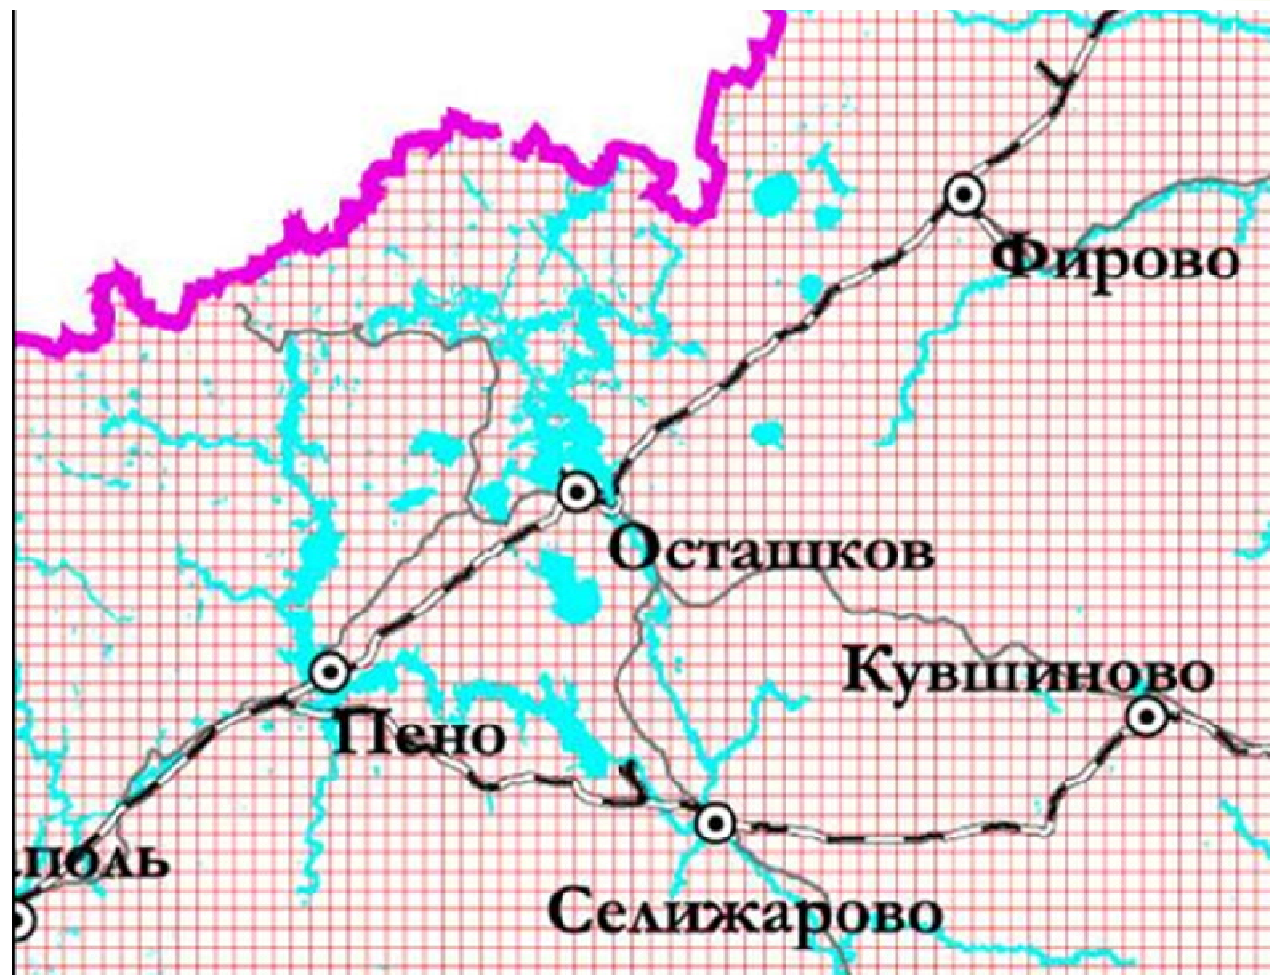 Фирово
Осташков
Кувшиново
Пено
поль
Селижарово